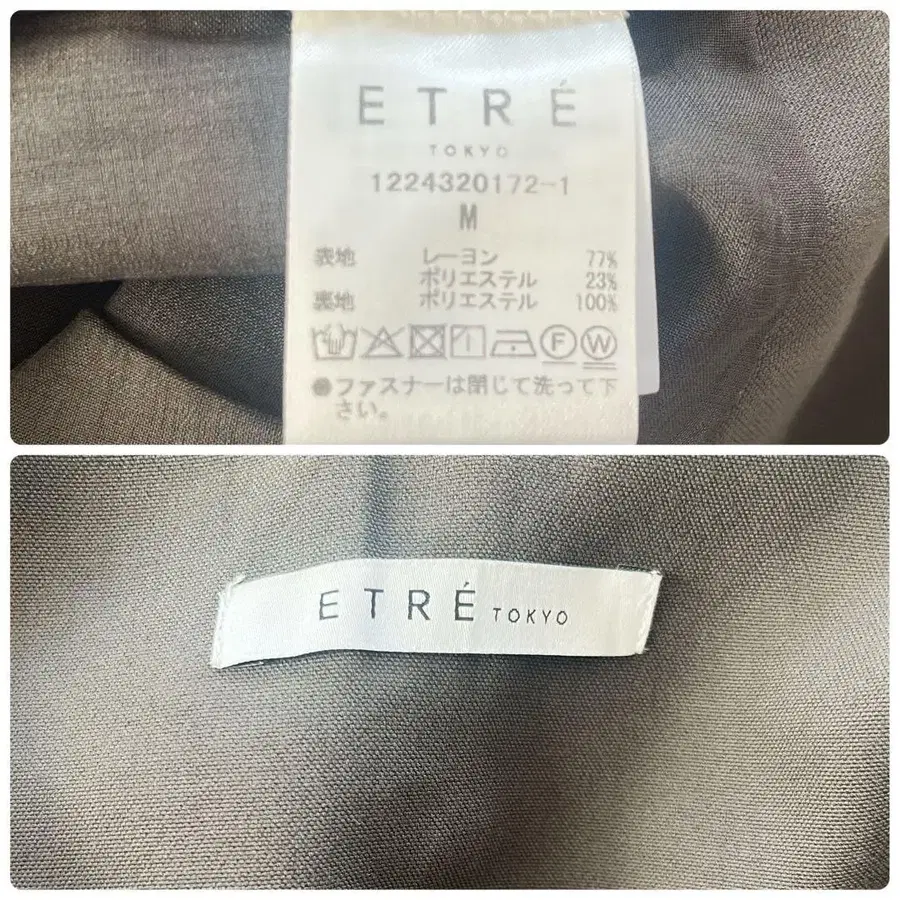 ETRÉ
TOKYO
1224320172-1
M
表地 レーヨン 77%
ポリエステル 23%
裏地 ポリエステル 100%
F W
●ファスナーは閉じて洗って下
さい。
ETRÉ TOKYO